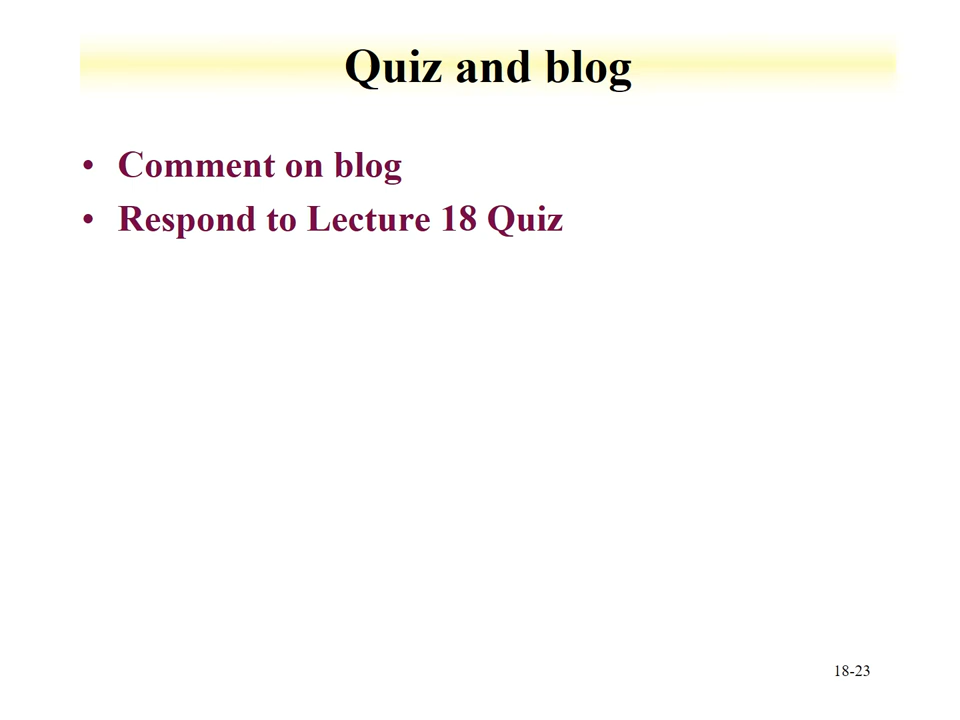 Quiz and blog
• Comment on blog
• Respond to Lecture 18 Quiz
18-23